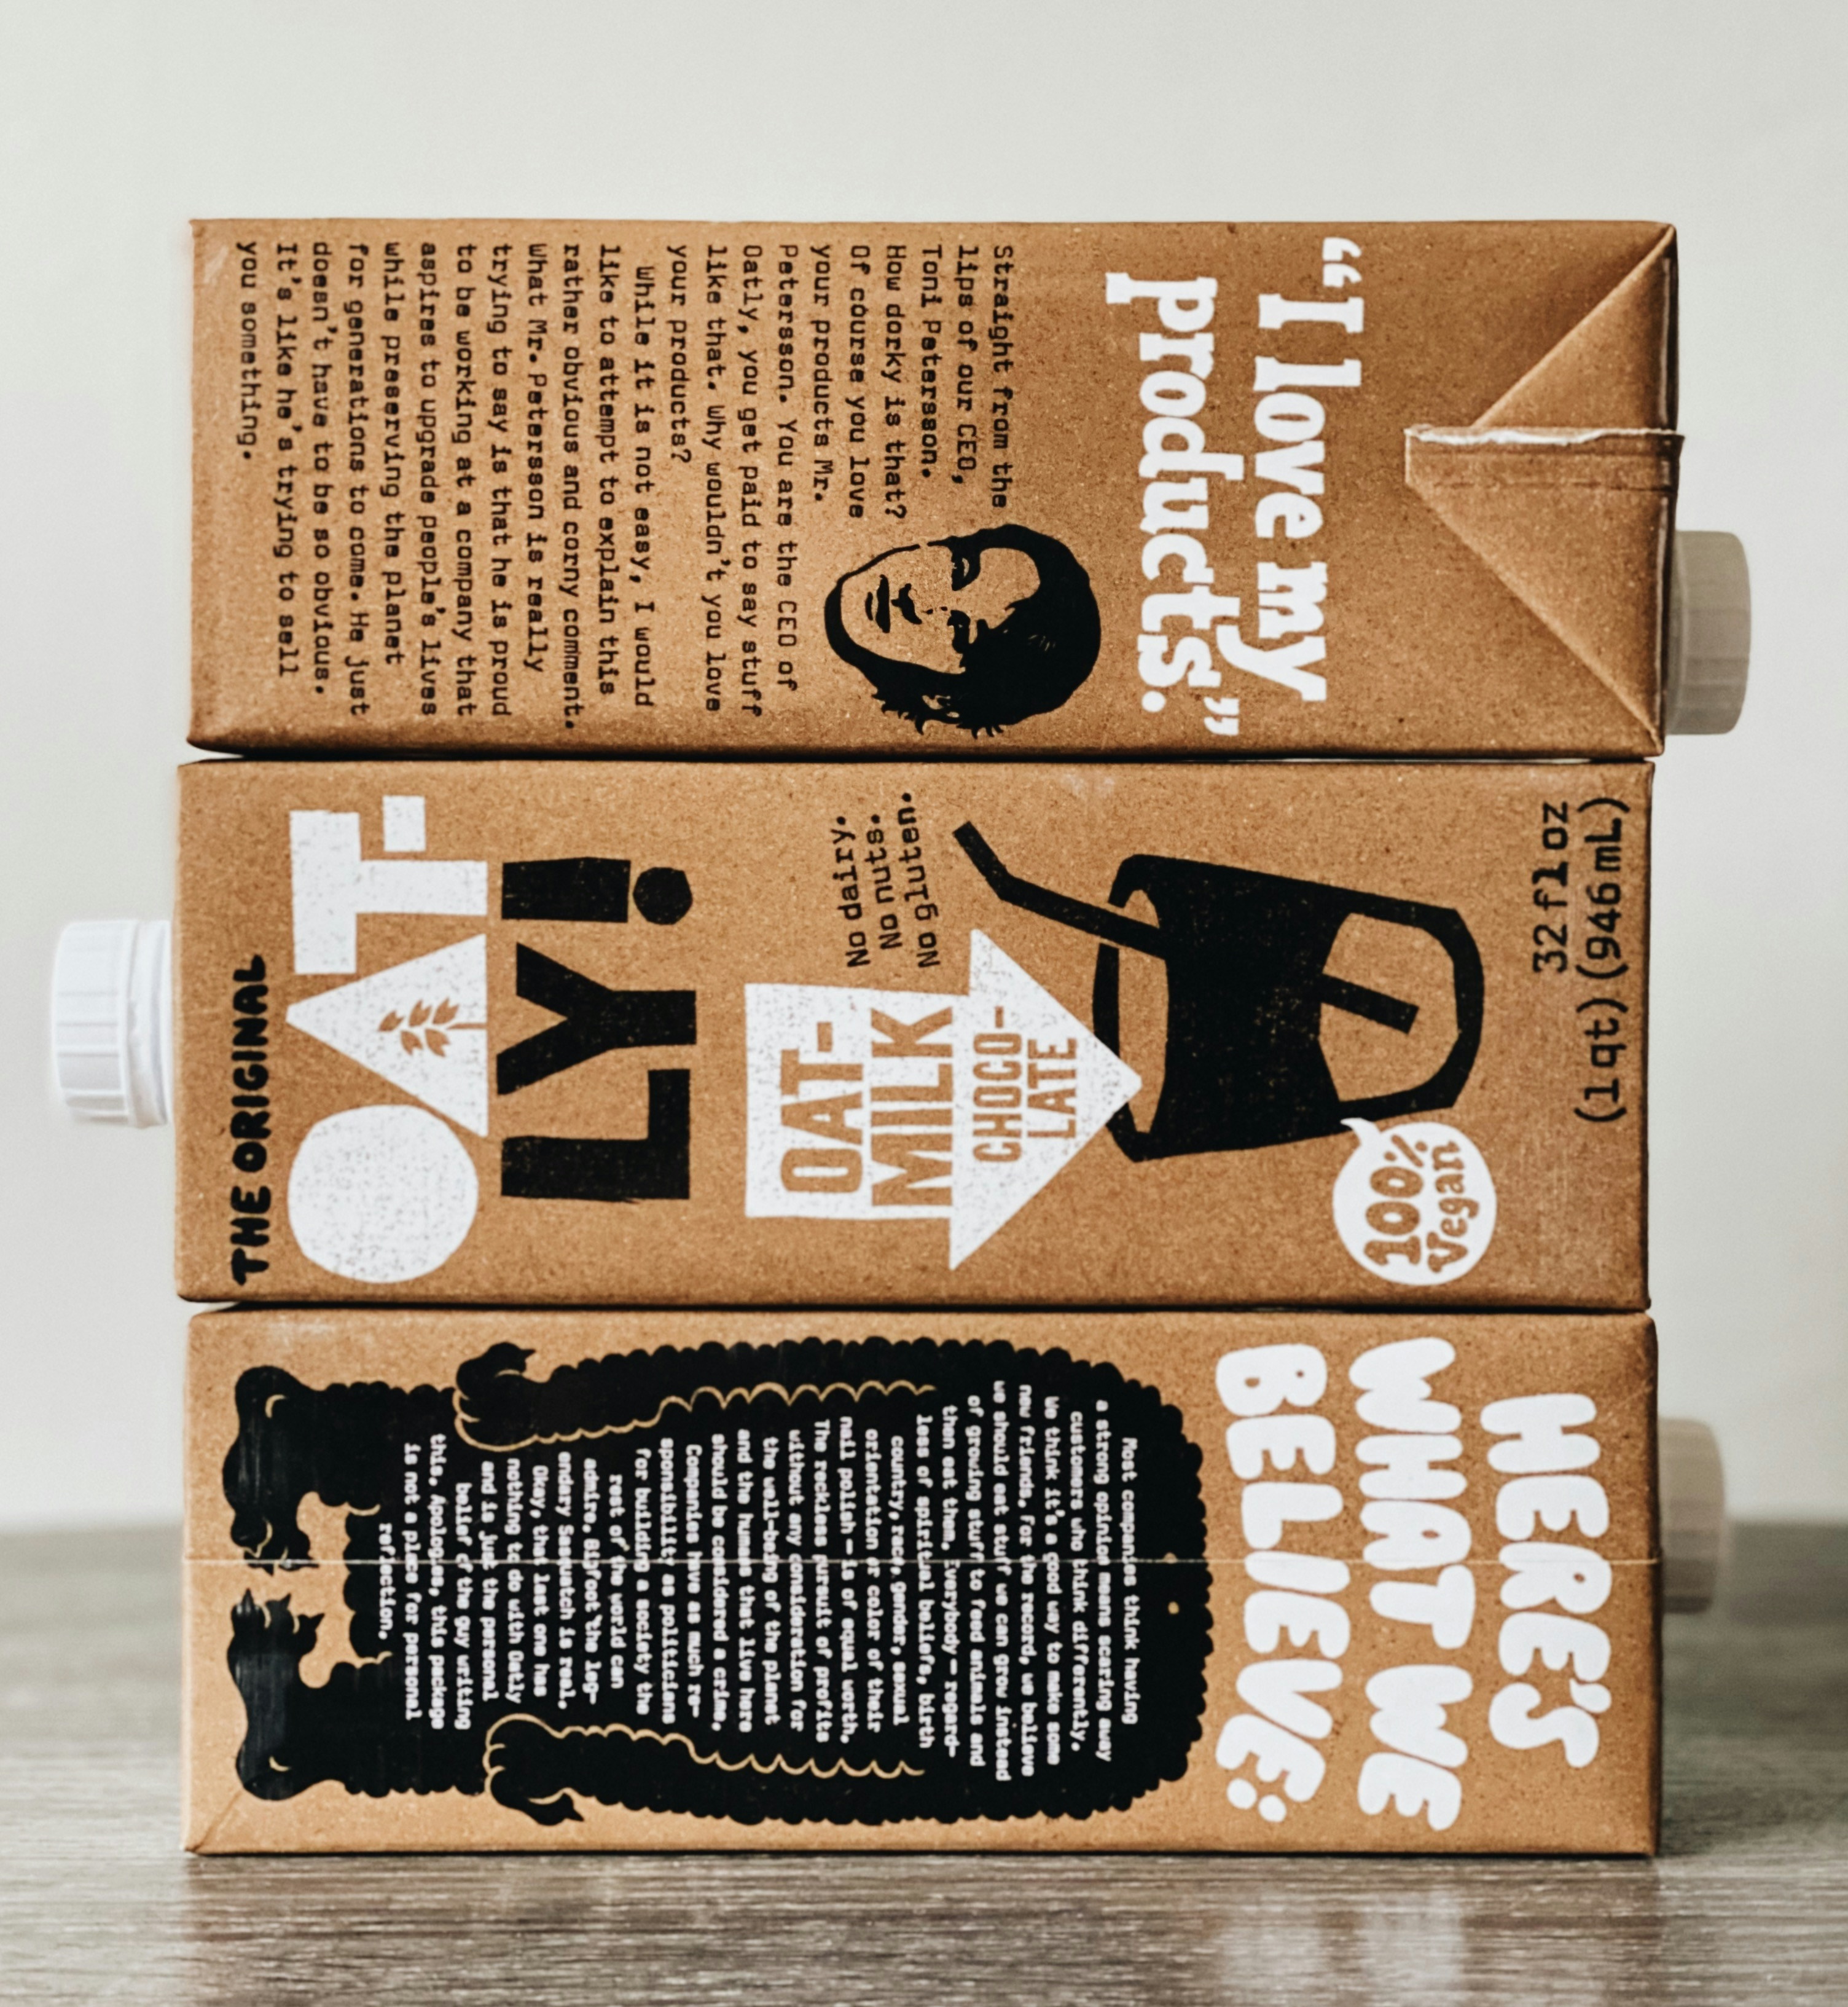 “I love my
products.”
Straight from the
lips of our CEO,
Toni Petersson.
How dorky is that?
Of course you love
your products Mr.
Petersson. You are the CEO of
Oatly, you get paid to say stuff
like that. Why wouldn't you love
your products?
While it is not easy, I would
like to attempt to explain this
rather obvious and corny comment.
What Mr. Petersson is really
trying to say is that he is proud
to be working at a company that
aspires to upgrade people's lives
while preserving the planet
for generations to come. He just
doesn't have to be so obvious.
It's like he's trying to sell
you something.
THE ORIGINAL
OAT-
LY!
No dairy.
No nuts.
No gluten.
OAT-
MILK
CHOCO-
LATE
100%
Vegan
32 fl oz
(1 qt) (946 mL)
HERE'S
WHAT WE
BELIEVE:
Most companies think having
a strong opinion means scaring away
customers who think differently.
We think it's a good way to make some
new friends. For the record, we believe
we should eat stuff we can grow instead
of growing stuff to feed animals and
then eat them. Everybody – regard-
less of spiritual beliefs, birth
country, race, gender, sexual
orientation or color of their
nail polish – is of equal worth.
The reckless pursuit of profits
without any consideration for
the well-being of the planet
and the humans that live here
should be considered a crime.
Companies have as much re-
sponsibility as politicians
for building a society the
rest of the world can
admire. Bigfoot the leg-
endary Sasquatch is real.
Okay, that last one has
nothing to do with Oatly
and is just the personal
belief of the guy writing
this. Apologies, this package
is not a place for personal
reflection.